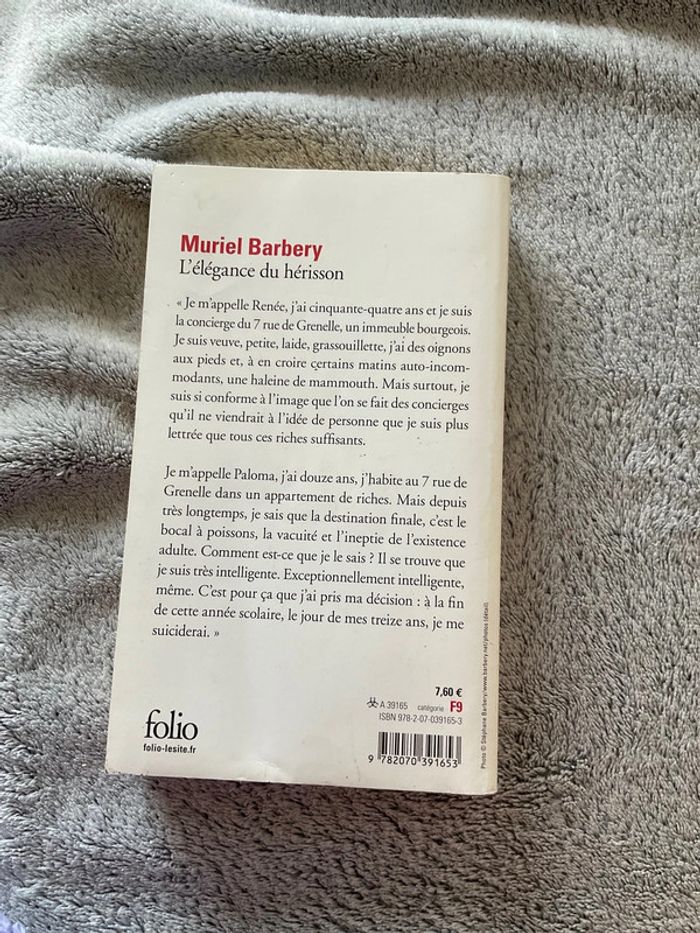 Muriel Barbery
L'élégance du hérisson
« Je m'appelle Renée, j'ai cinquante-quatre ans et je suis
la concierge du 7 rue de Grenelle, un immeuble bourgeois.
Je suis veuve, petite, laide, grassouillette, j'ai des oignons
aux pieds et, à en croire certains matins auto-incom-
modants, une haleine de mammouth. Mais surtout, je
suis si conforme à l'image que l'on se fait des concierges
qu'il ne viendrait à l'idée de personne que je suis plus
lettrée que tous ces riches suffisants.
Je m'appelle Paloma, j'ai douze ans, j'habite au 7 rue de
Grenelle dans un appartement de riches. Mais depuis
très longtemps, je sais que la destination finale, c'est le
bocal à poissons, la vacuité et l'ineptie de l'existence
adulte. Comment est-ce que je le sais ? Il se trouve que
je suis très intelligente. Exceptionnellement intelligente,
même. C'est pour ça que j'ai pris ma décision : à la fin
de cette année scolaire, le jour de mes treize ans, je me
suiciderai. »
7,60 €
A 39165 catégorie F9
ISBN 978-2-07-039165-3
folio
folio-lesite.fr
9 782070 391653
Photo © Stéphane Barbery/www.barbery.net/photos (détail).